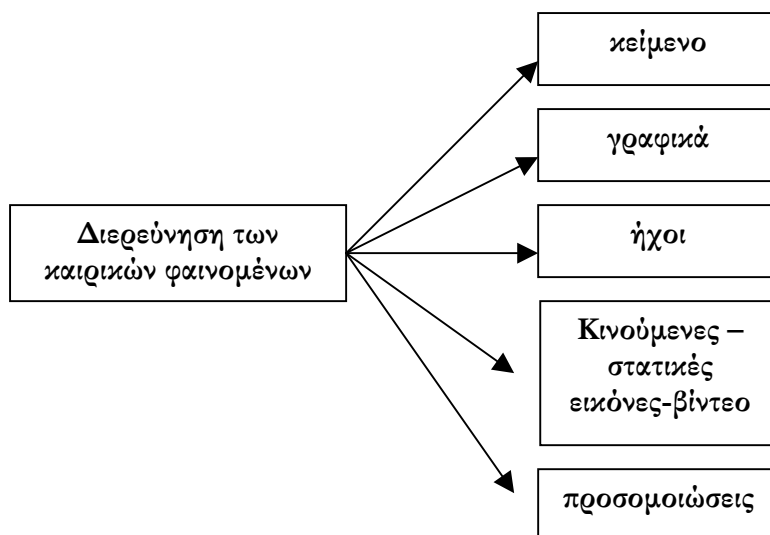 κείμενο
γραφικά
Διερεύνηση των
καιρικών φαινομένων
ήχοι
Κινούμενες –
στατικές
εικόνες-βίντεο
προσομοιώσεις